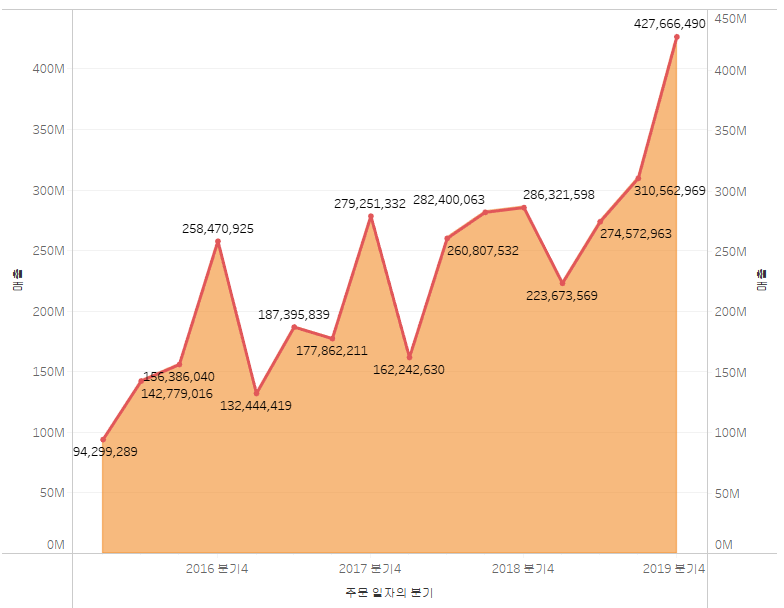 427,666,490
450M
400M
400M
350M
350M
300M
300M
250M
250M
200M
200M
150M
150M
100M
100M
50M
50M
0M
0M
매출
매출
94,299,289
142,779,016
156,386,040
258,470,925
132,444,419
187,395,839
177,862,211
279,251,332
162,242,630
260,807,532
282,400,063
286,321,598
223,673,569
274,572,963
310,562,969
2016 분기4
2017 분기4
2018 분기4
2019 분기4
주문 일자의 분기